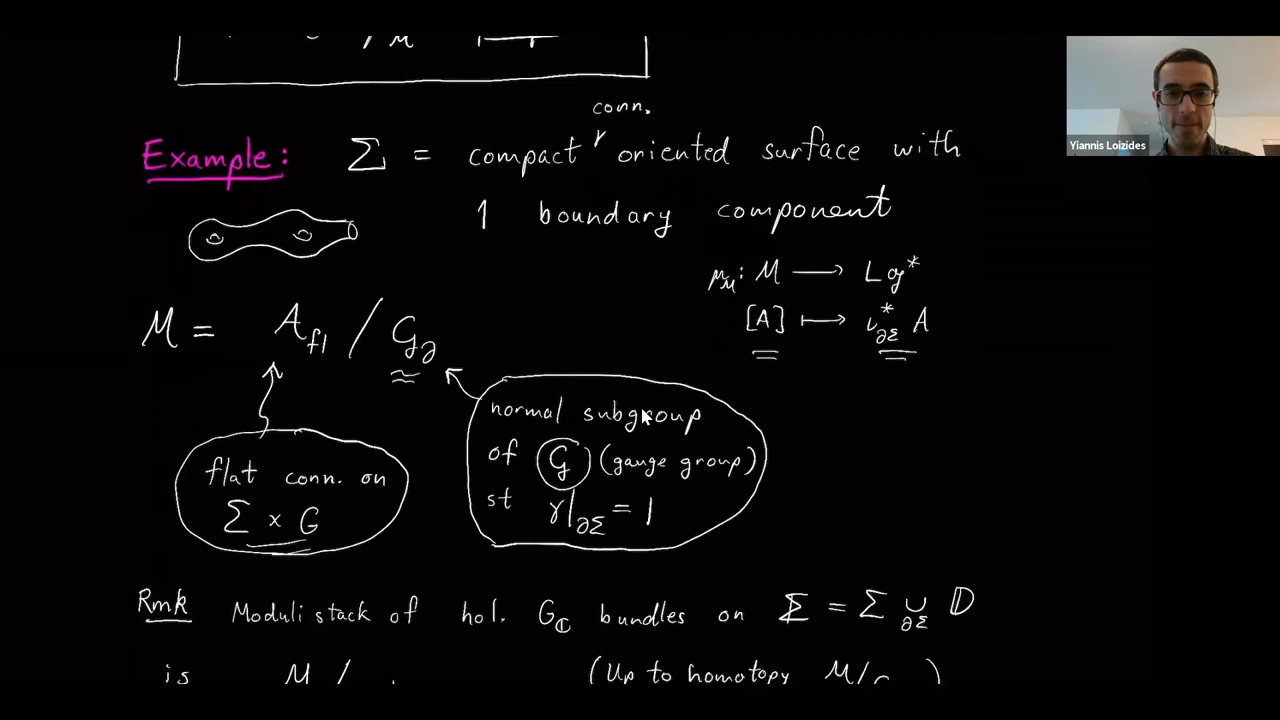 conn.
Example: Σ = compact oriented surface with
1 boundary component
μ_M : M ⟶ Lg*
[A] ⟼ ι*_∂Σ A
M = A_fl / G_∂
flat conn. on
Σ × G
normal subgroup
of G (gauge group)
st γ|_∂Σ = 1
Rmk Moduli stack of hol. G_ℂ bundles on Σ = Σ ∪_∂Σ 𝔻
is M / (Up to homotopy M/ )
Yiannis Loizides